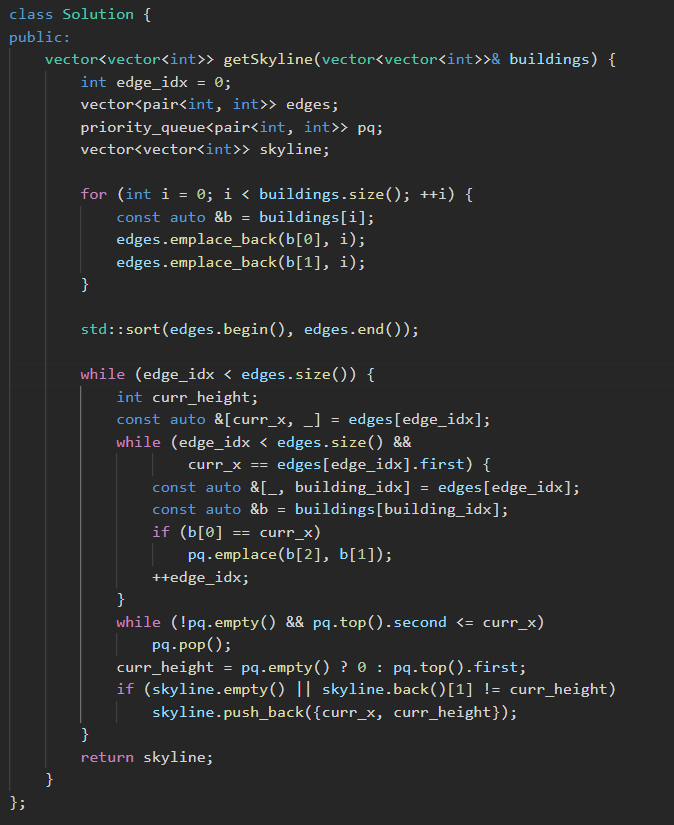 class Solution {
public:
    vector<vector<int>> getSkyline(vector<vector<int>>& buildings) {
        int edge_idx = 0;
        vector<pair<int, int>> edges;
        priority_queue<pair<int, int>> pq;
        vector<vector<int>> skyline;

        for (int i = 0; i < buildings.size(); ++i) {
            const auto &b = buildings[i];
            edges.emplace_back(b[0], i);
            edges.emplace_back(b[1], i);
        }

        std::sort(edges.begin(), edges.end());

        while (edge_idx < edges.size()) {
            int curr_height;
            const auto &[curr_x, _] = edges[edge_idx];
            while (edge_idx < edges.size() &&
                    curr_x == edges[edge_idx].first) {
                const auto &[_, building_idx] = edges[edge_idx];
                const auto &b = buildings[building_idx];
                if (b[0] == curr_x)
                    pq.emplace(b[2], b[1]);
                ++edge_idx;
            }
            while (!pq.empty() && pq.top().second <= curr_x)
                pq.pop();
            curr_height = pq.empty() ? 0 : pq.top().first;
            if (skyline.empty() || skyline.back()[1] != curr_height)
                skyline.push_back({curr_x, curr_height});
        }
        return skyline;
    }
};